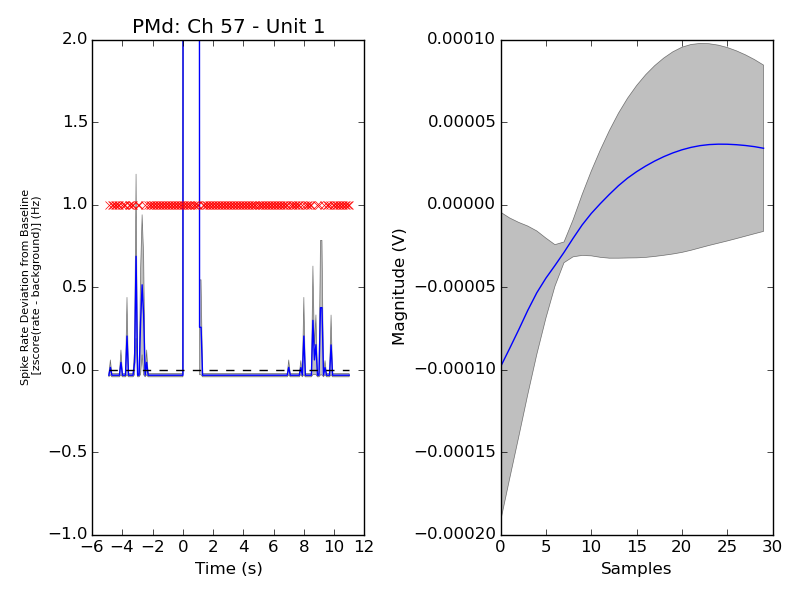 PMd: Ch 57 - Unit 1
2.0
1.5
1.0
0.5
0.0
−0.5
−1.0
−6 −4 −2 0 2 4 6 8 10 12
Time (s)
Spike Rate Deviation from Baseline
[zscore(rate - background)] (Hz)
0.00010
0.00005
0.00000
−0.00005
−0.00010
−0.00015
−0.00020
0 5 10 15 20 25 30
Samples
Magnitude (V)